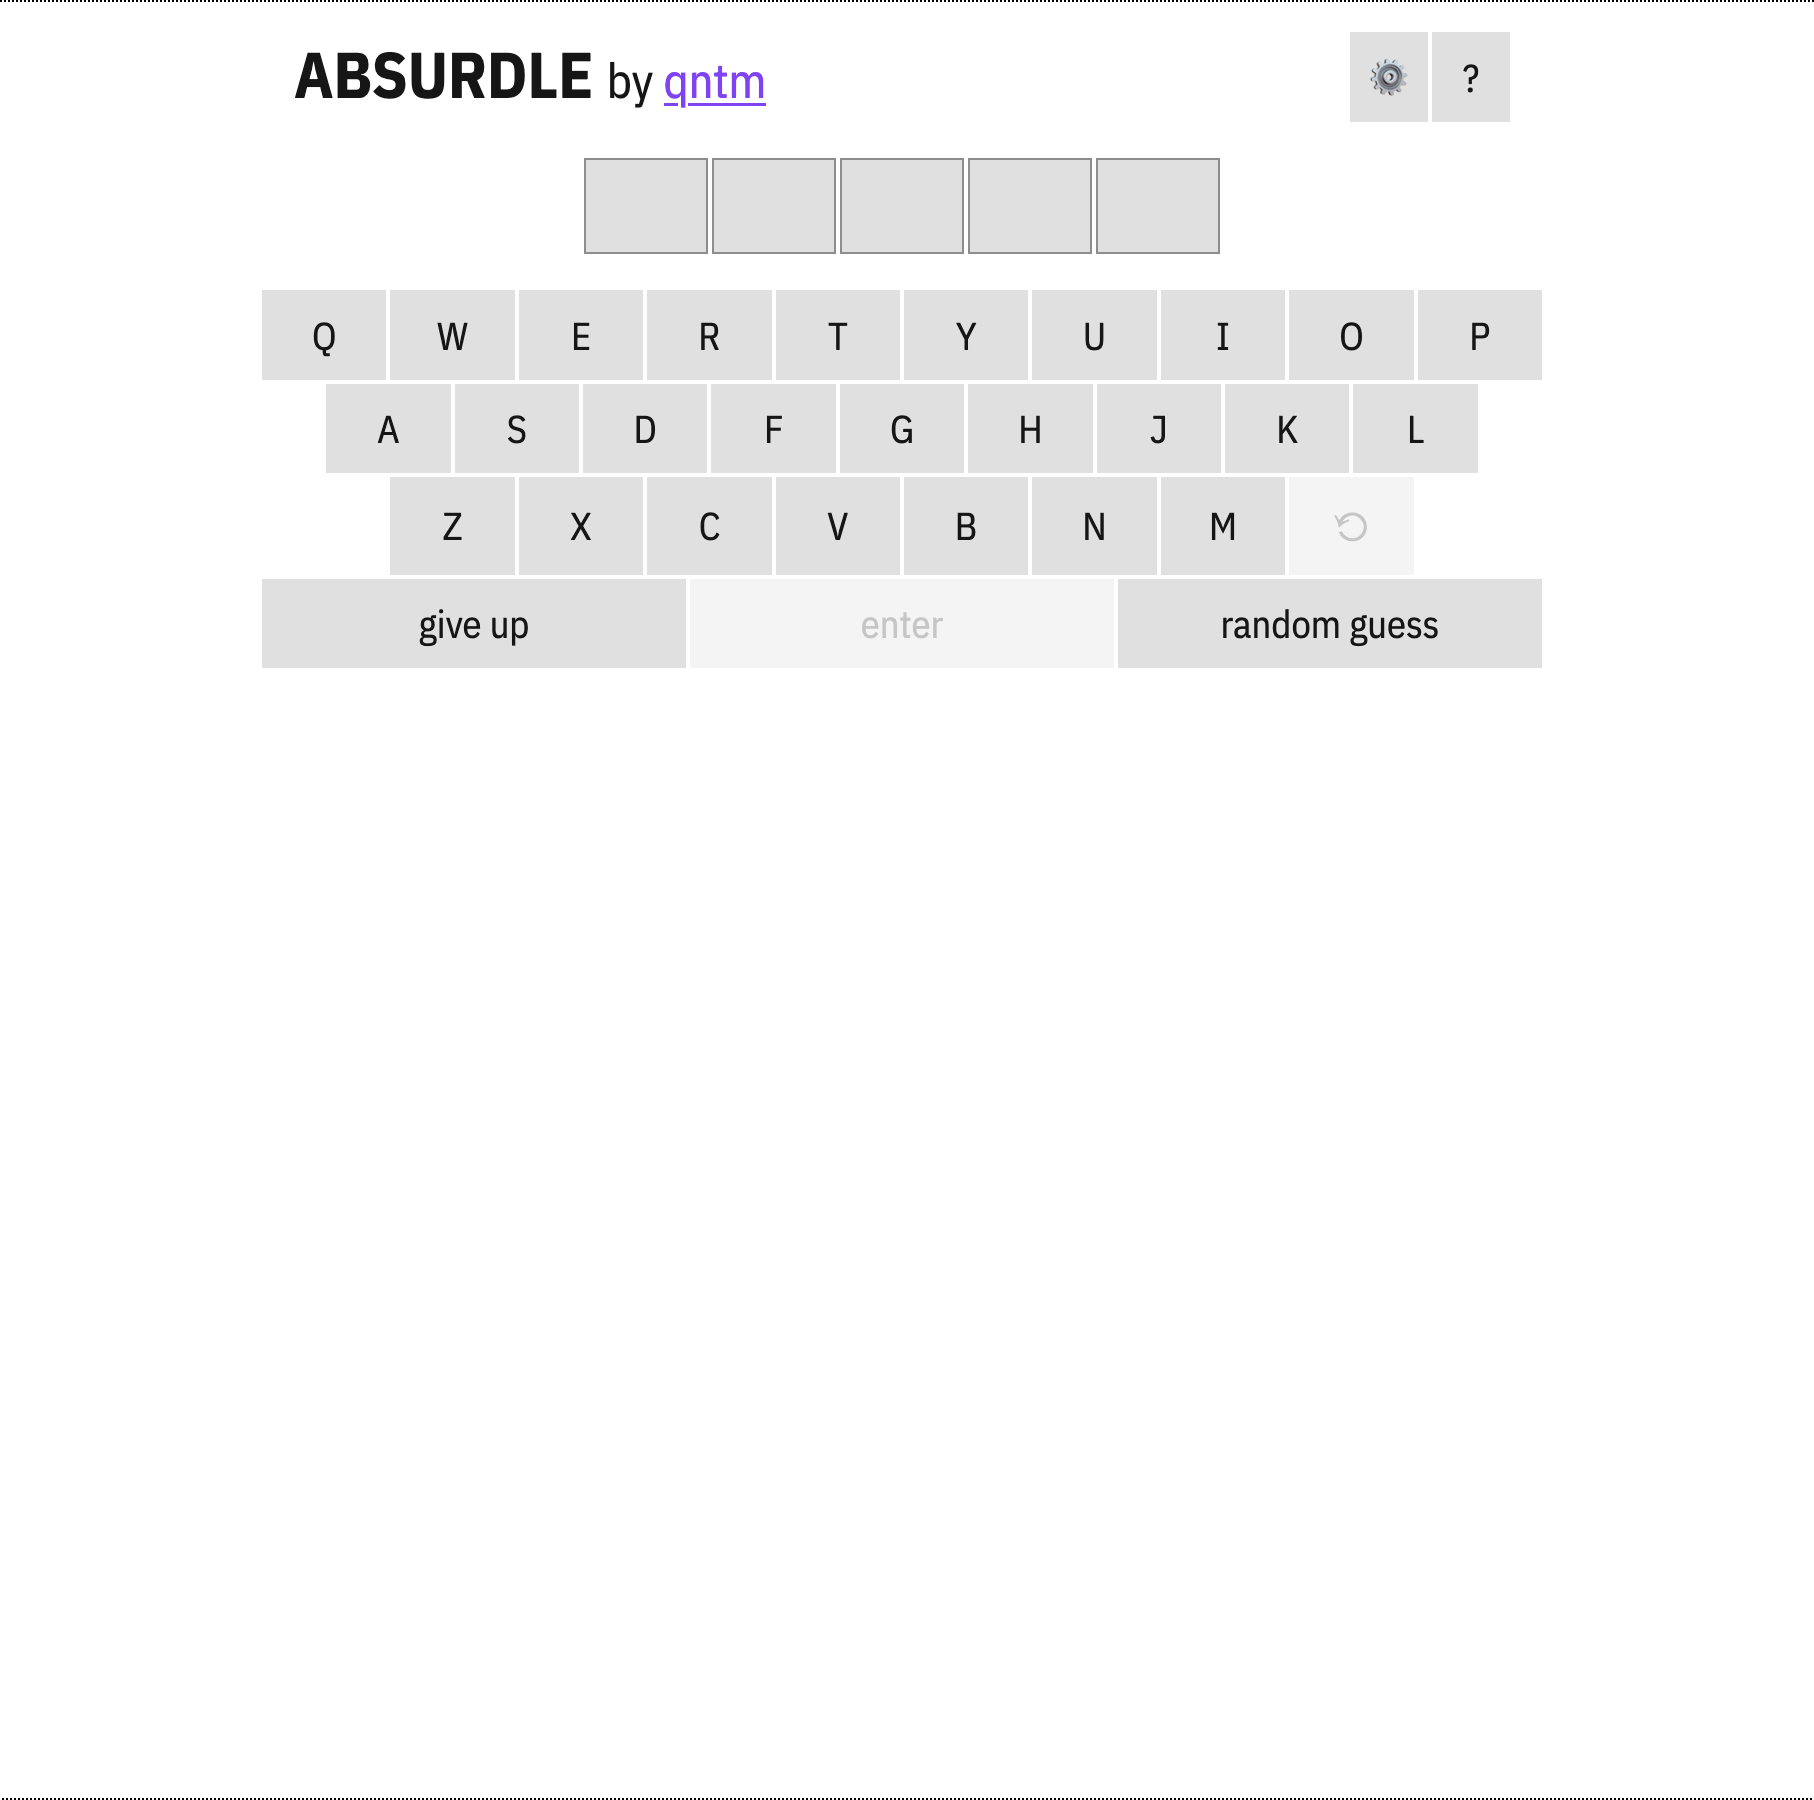 ABSURDLE by qntm
?
Q W E R T Y U I O P
A S D F G H J K L
Z X C V B N M
give up enter random guess